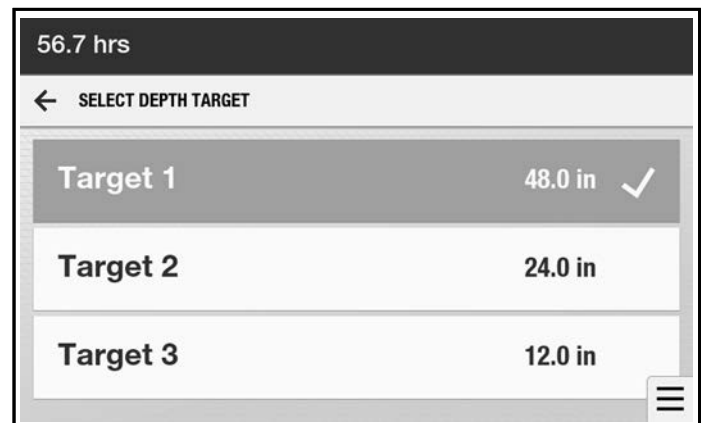 56.7 hrs
SELECT DEPTH TARGET
Target 1 48.0 in
Target 2 24.0 in
Target 3 12.0 in